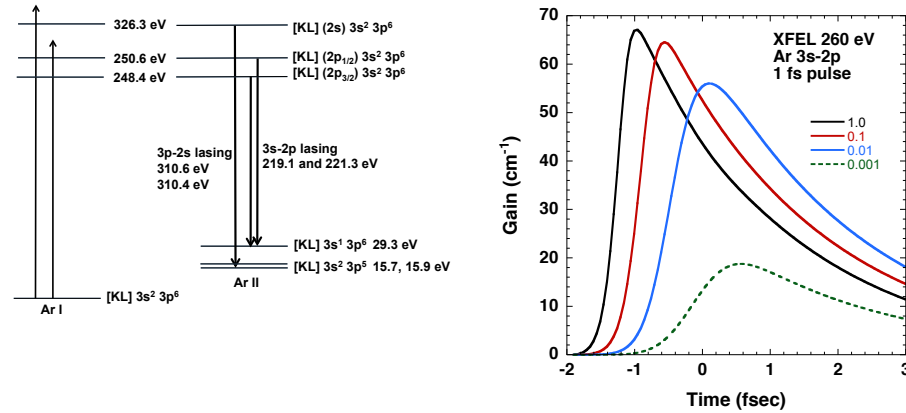 326.3 eV
[KL] (2s) 3s² 3p⁶
250.6 eV
[KL] (2p₁/₂) 3s² 3p⁶
248.4 eV
[KL] (2p₃/₂) 3s² 3p⁶
3p-2s lasing
310.6 eV
310.4 eV
3s-2p lasing
219.1 and 221.3 eV
[KL] 3s¹ 3p⁶ 29.3 eV
[KL] 3s² 3p⁵ 15.7, 15.9 eV
Ar II
[KL] 3s² 3p⁶
Ar I
XFEL 260 eV
Ar 3s-2p
1 fs pulse
1.0
0.1
0.01
0.001
Gain (cm⁻¹)
70
60
50
40
30
20
10
0
-2 -1 0 1 2 3
Time (fsec)